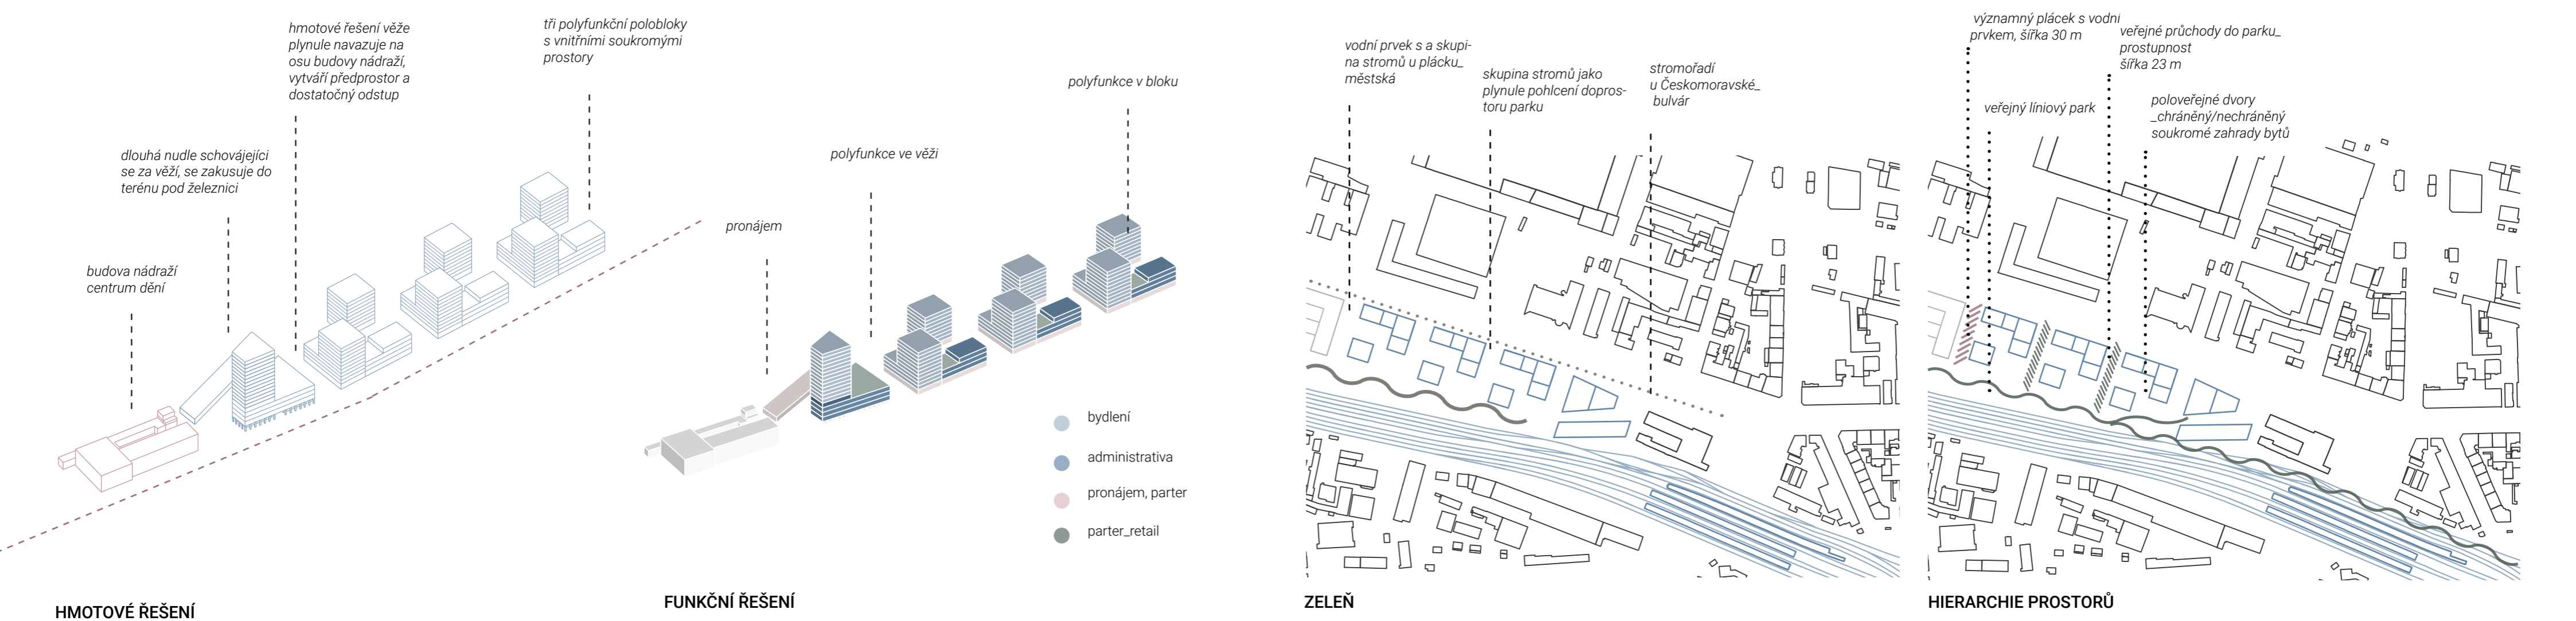 budova nádraží
centrum dění
dlouhá nudle schovájející
se za věží, se zakusuje do
terénu pod železnici
hmotové řešení věže
plynule navazuje na
osu budovy nádraží,
vytváří předprostor a
dostatočný odstup
tři polyfunkční polobloky
s vnitřními soukromými
prostory
HMOTOVÉ ŘEŠENÍ
pronájem
polyfunkce ve věži
polyfunkce v bloku
bydlení
administrativa
pronájem, parter
parter_retail
FUNKČNÍ ŘEŠENÍ
vodní prvek s a skupi-
na stromů u plácku_
městská
skupina stromů jako
plynule pohlcení dopros-
toru parku
stromořadí
u Českomoravské_
bulvár
ZELEŇ
významný plácek s vodní
prvkem, šířka 30 m
veřejný líniový park
veřejné průchody do parku_
prostupnost
šířka 23 m
poloveřejné dvory
_chráněný/nechráněný
soukromé zahrady bytů
HIERARCHIE PROSTORŮ